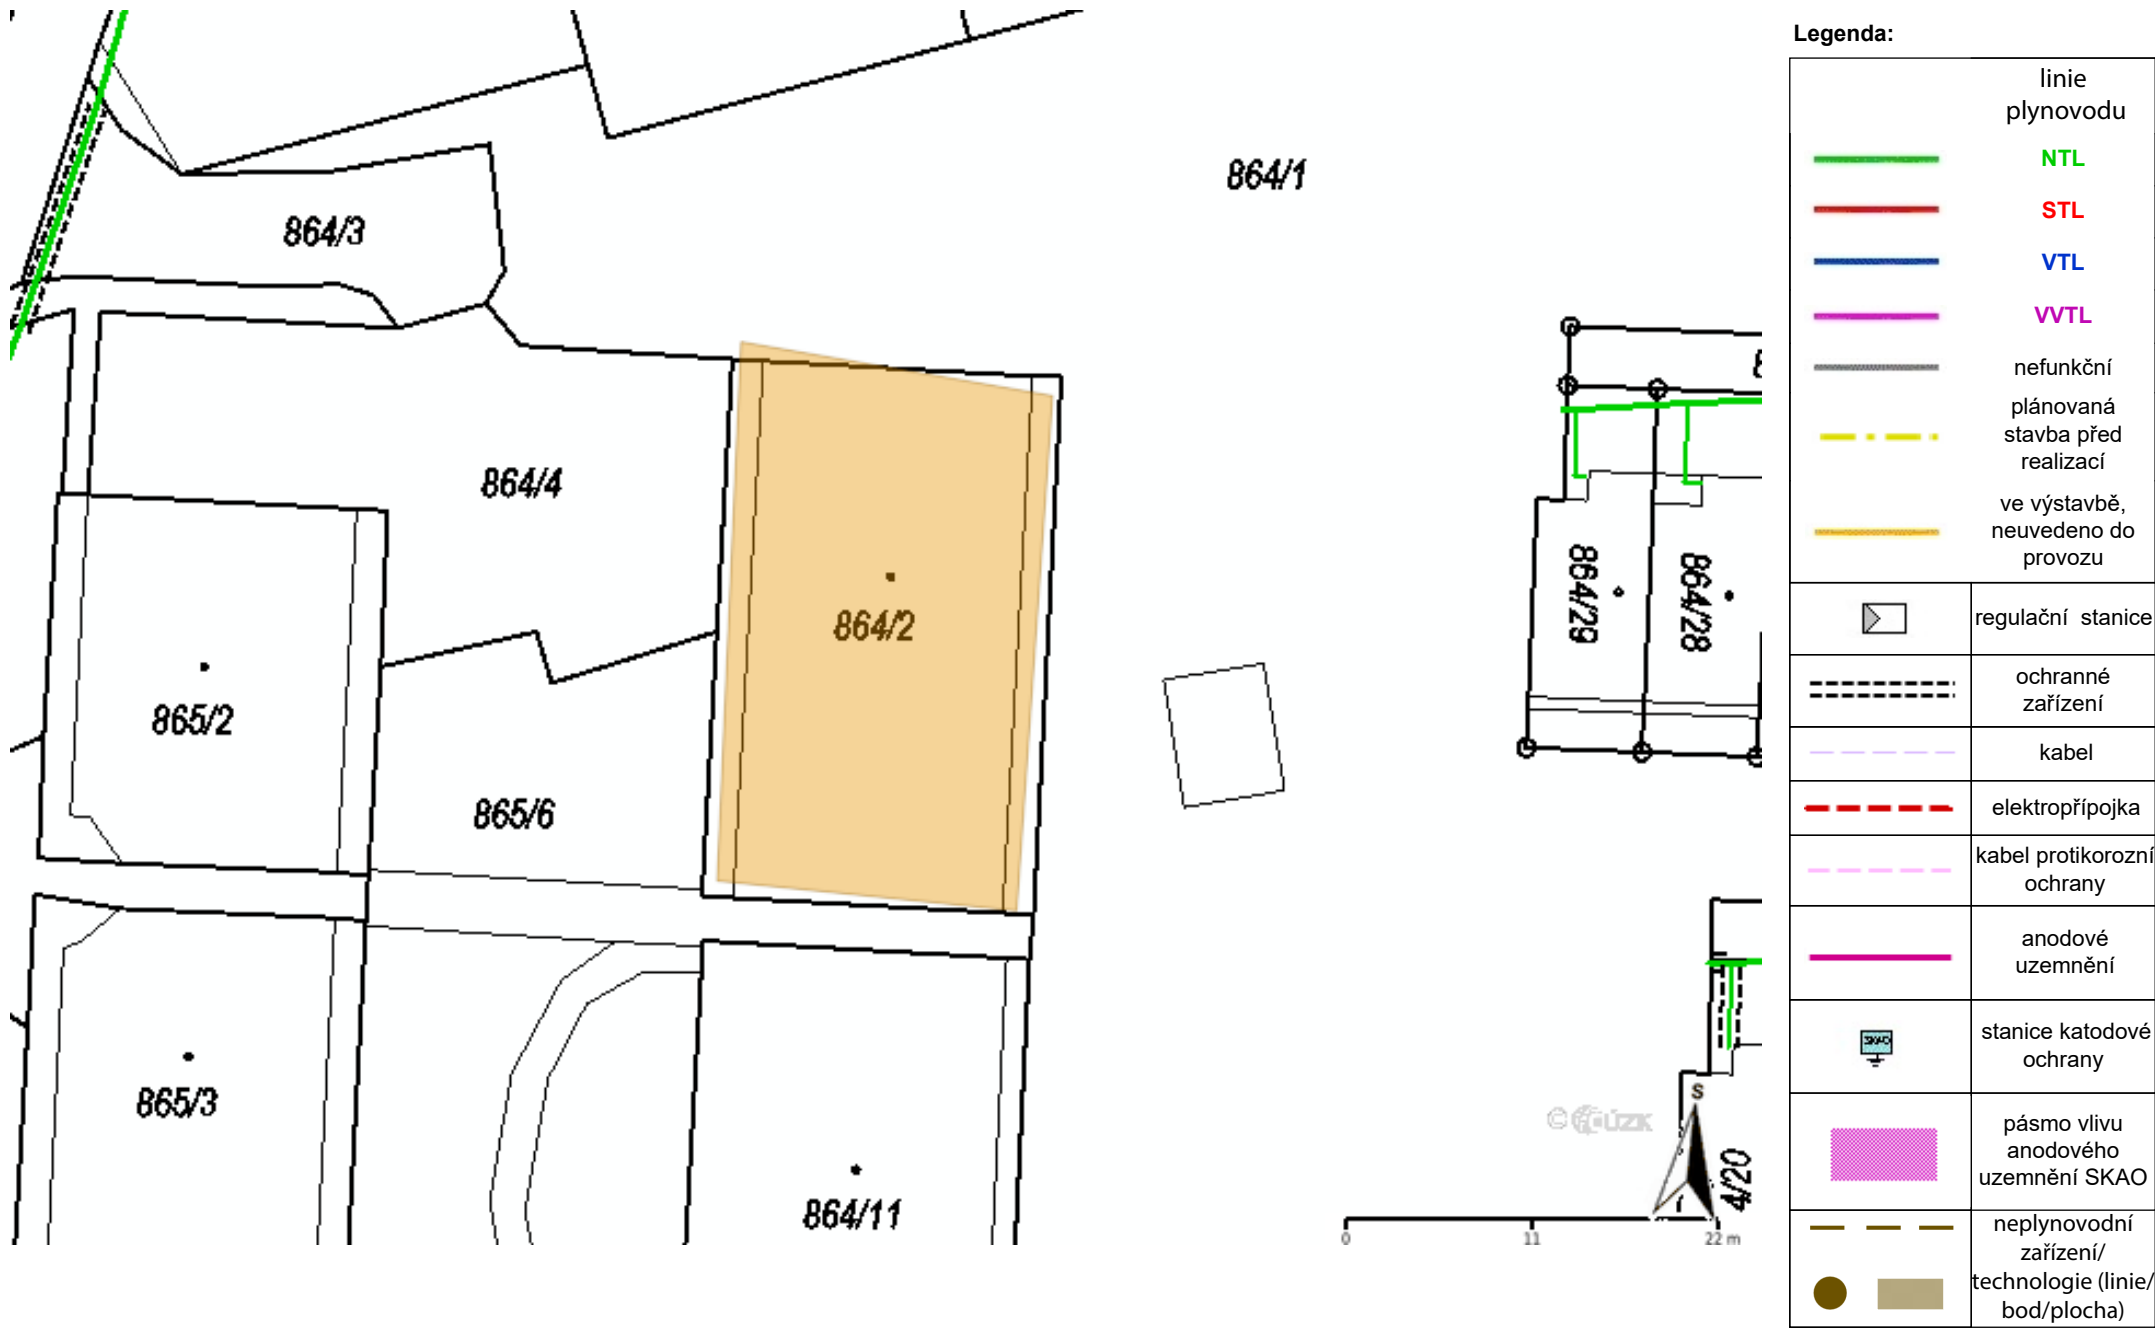 864/1
864/3
864/4
864/2
865/2
865/6
865/3
864/11
864/29
864/28
4/20
S
© ČÚZK
0
11
22 m
Legenda:
linie
plynovodu
NTL
STL
VTL
VVTL
nefunkční
plánovaná
stavba před
realizací
ve výstavbě,
neuvedeno do
provozu
regulační stanice
ochranné
zařízení
kabel
elektropřípojka
kabel protikorozní
ochrany
anodové
uzemnění
SKAO
stanice katodové
ochrany
pásmo vlivu
anodového
uzemnění SKAO
neplynovodní
zařízení/
technologie (linie/
bod/plocha)